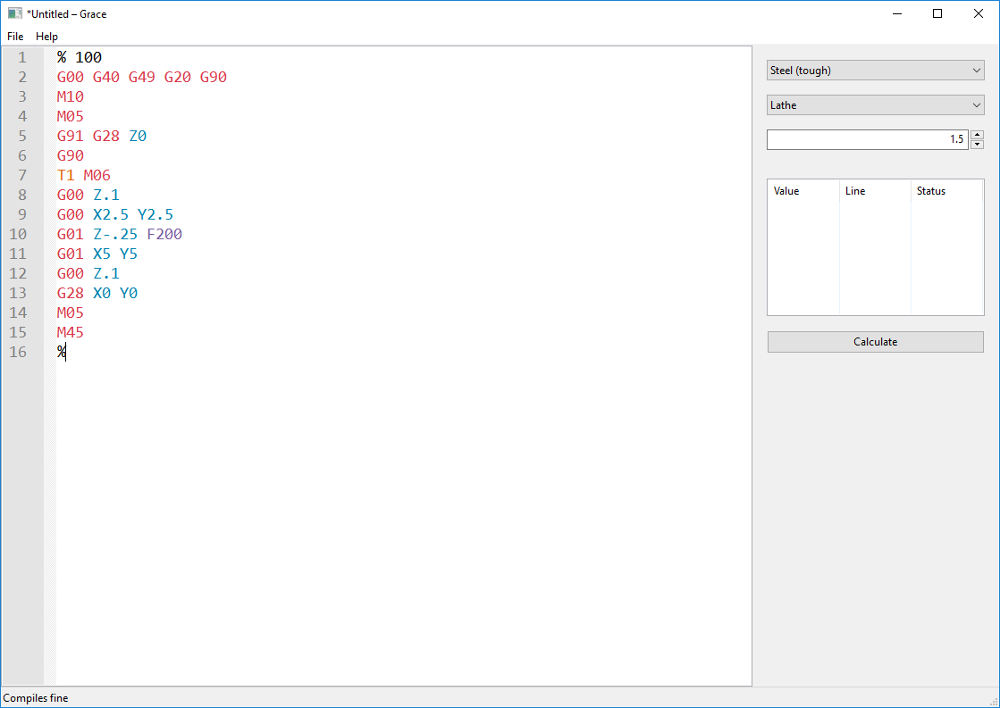 *Untitled – Grace
File Help
1 % 100
2 G00 G40 G49 G20 G90
3 M10
4 M05
5 G91 G28 Z0
6 G90
7 T1 M06
8 G00 Z.1
9 G00 X2.5 Y2.5
10 G01 Z-.25 F200
11 G01 X5 Y5
12 G00 Z.1
13 G28 X0 Y0
14 M05
15 M45
16 %
Steel (tough)
Lathe
1.5
Value Line Status
Calculate
Compiles fine